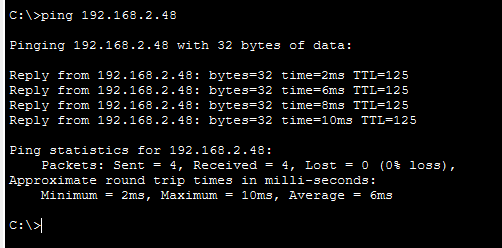 C:\>ping 192.168.2.48
Pinging 192.168.2.48 with 32 bytes of data:
Reply from 192.168.2.48: bytes=32 time=2ms TTL=125
Reply from 192.168.2.48: bytes=32 time=6ms TTL=125
Reply from 192.168.2.48: bytes=32 time=8ms TTL=125
Reply from 192.168.2.48: bytes=32 time=10ms TTL=125
Ping statistics for 192.168.2.48:
    Packets: Sent = 4, Received = 4, Lost = 0 (0% loss),
Approximate round trip times in milli-seconds:
    Minimum = 2ms, Maximum = 10ms, Average = 6ms
C:\>